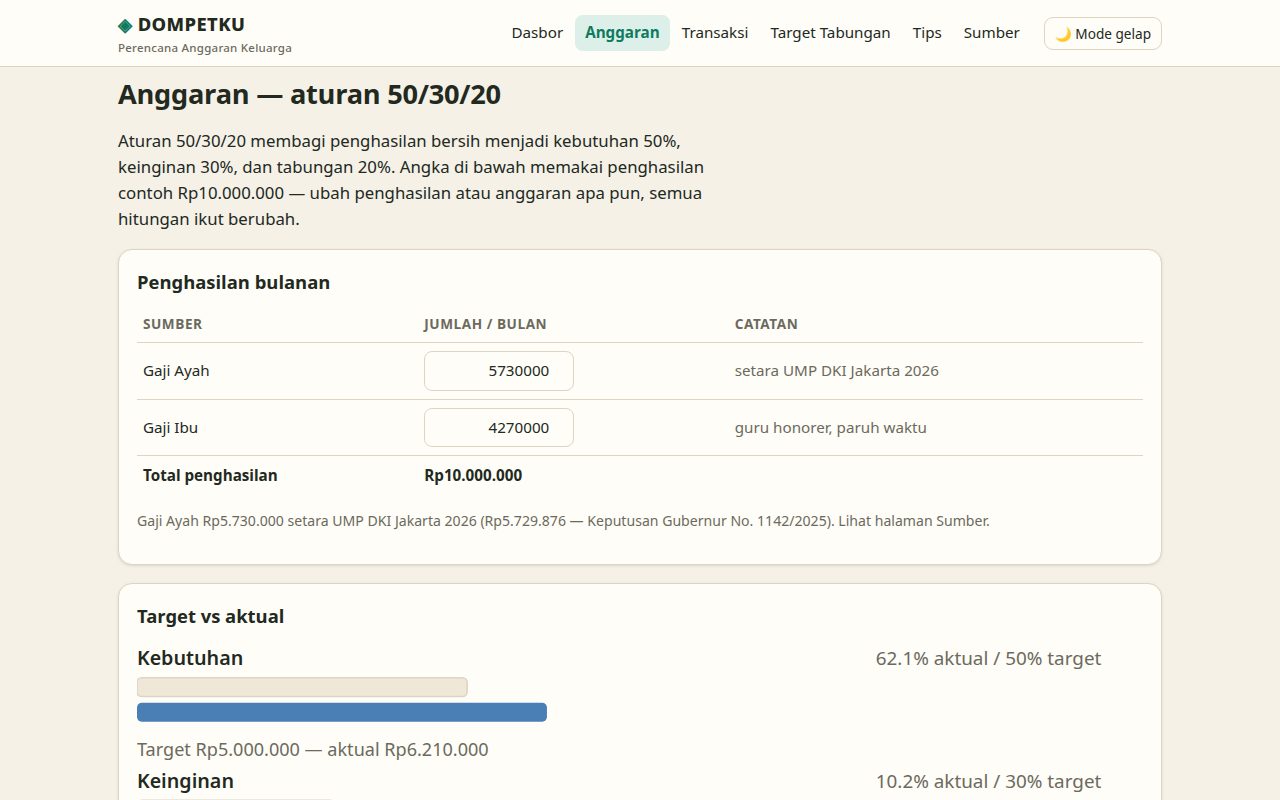 ◈ DOMPETKU
Perencana Anggaran Keluarga
Dasbor Anggaran Transaksi Target Tabungan Tips Sumber 🌙 Mode gelap
Anggaran — aturan 50/30/20
Aturan 50/30/20 membagi penghasilan bersih menjadi kebutuhan 50%,
keinginan 30%, dan tabungan 20%. Angka di bawah memakai penghasilan
contoh Rp10.000.000 — ubah penghasilan atau anggaran apa pun, semua
hitungan ikut berubah.
Penghasilan bulanan
SUMBER JUMLAH / BULAN CATATAN
Gaji Ayah 5730000 setara UMP DKI Jakarta 2026
Gaji Ibu 4270000 guru honorer, paruh waktu
Total penghasilan Rp10.000.000
Gaji Ayah Rp5.730.000 setara UMP DKI Jakarta 2026 (Rp5.729.876 — Keputusan Gubernur No. 1142/2025). Lihat halaman Sumber.
Target vs aktual
Kebutuhan 62.1% aktual / 50% target
Target Rp5.000.000 — aktual Rp6.210.000
Keinginan 10.2% aktual / 30% target